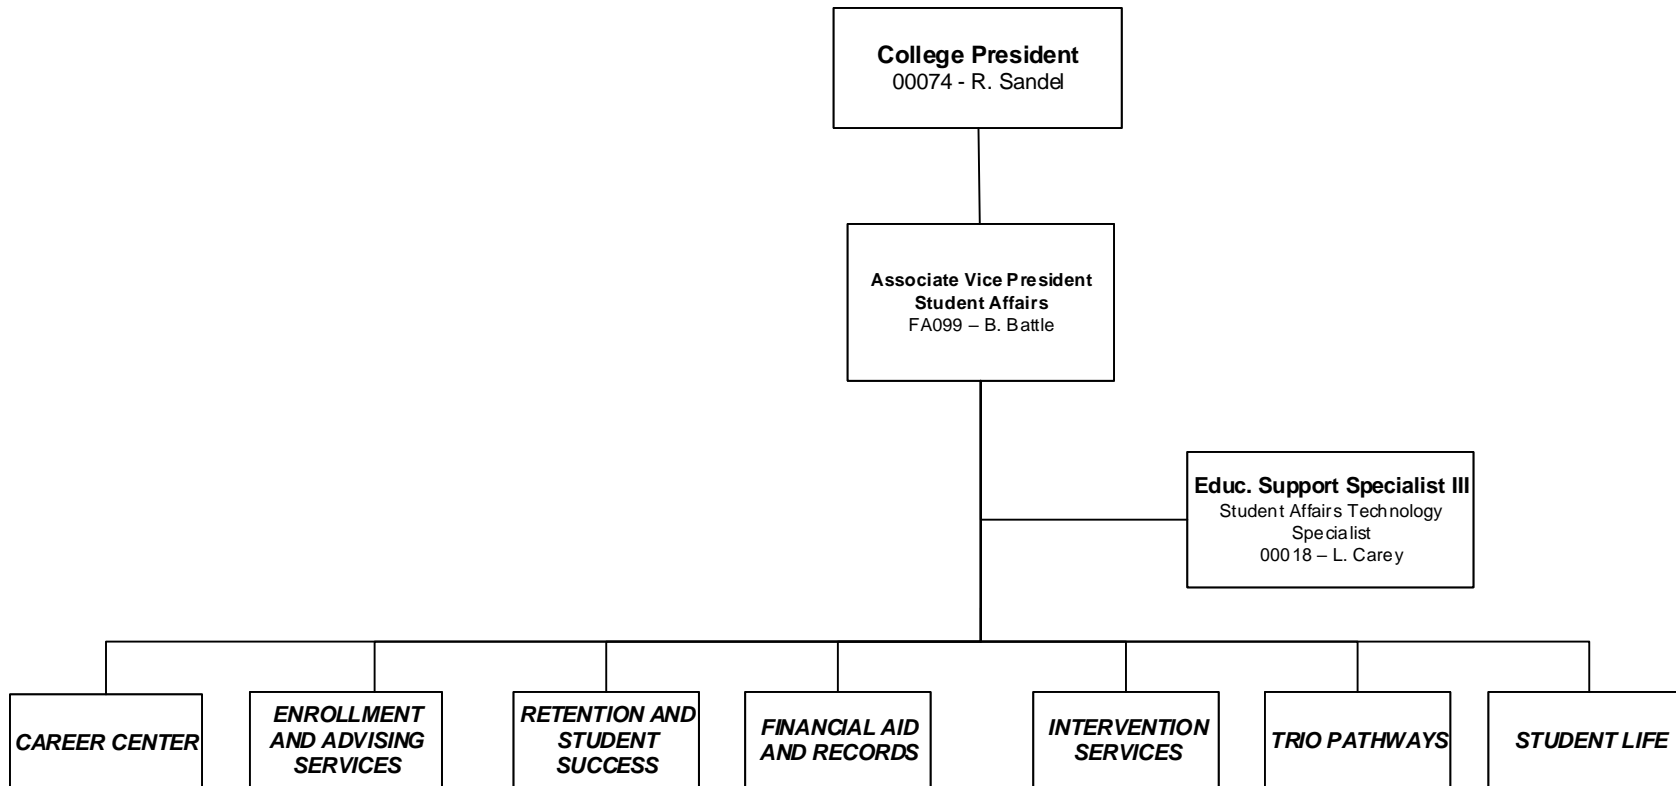 College President
00074 - R. Sandel
Associate Vice President
Student Affairs
FA099 – B. Battle
Educ. Support Specialist III
Student Affairs Technology
Specialist
00018 – L. Carey
CAREER CENTER
ENROLLMENT
AND ADVISING
SERVICES
RETENTION AND
STUDENT
SUCCESS
FINANCIAL AID
AND RECORDS
INTERVENTION
SERVICES
TRIO PATHWAYS
STUDENT LIFE